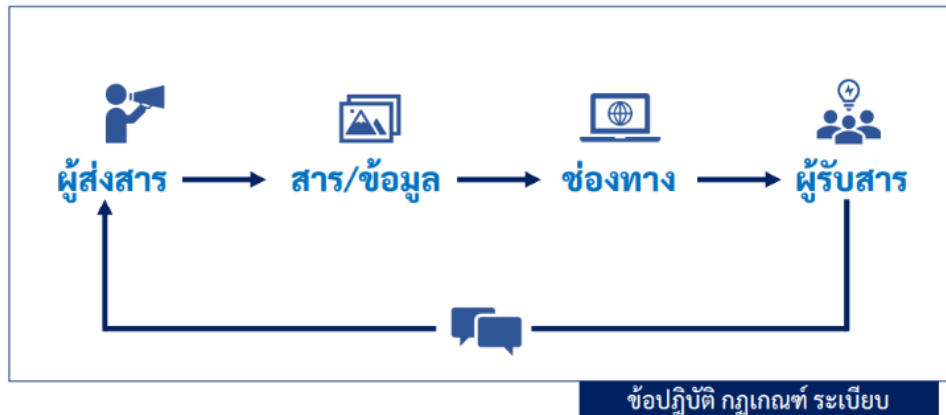 ผู้ส่งสาร สาร/ข้อมูล ช่องทาง ผู้รับสาร
ข้อปฏิบัติ กฎเกณฑ์ ระเบียบ